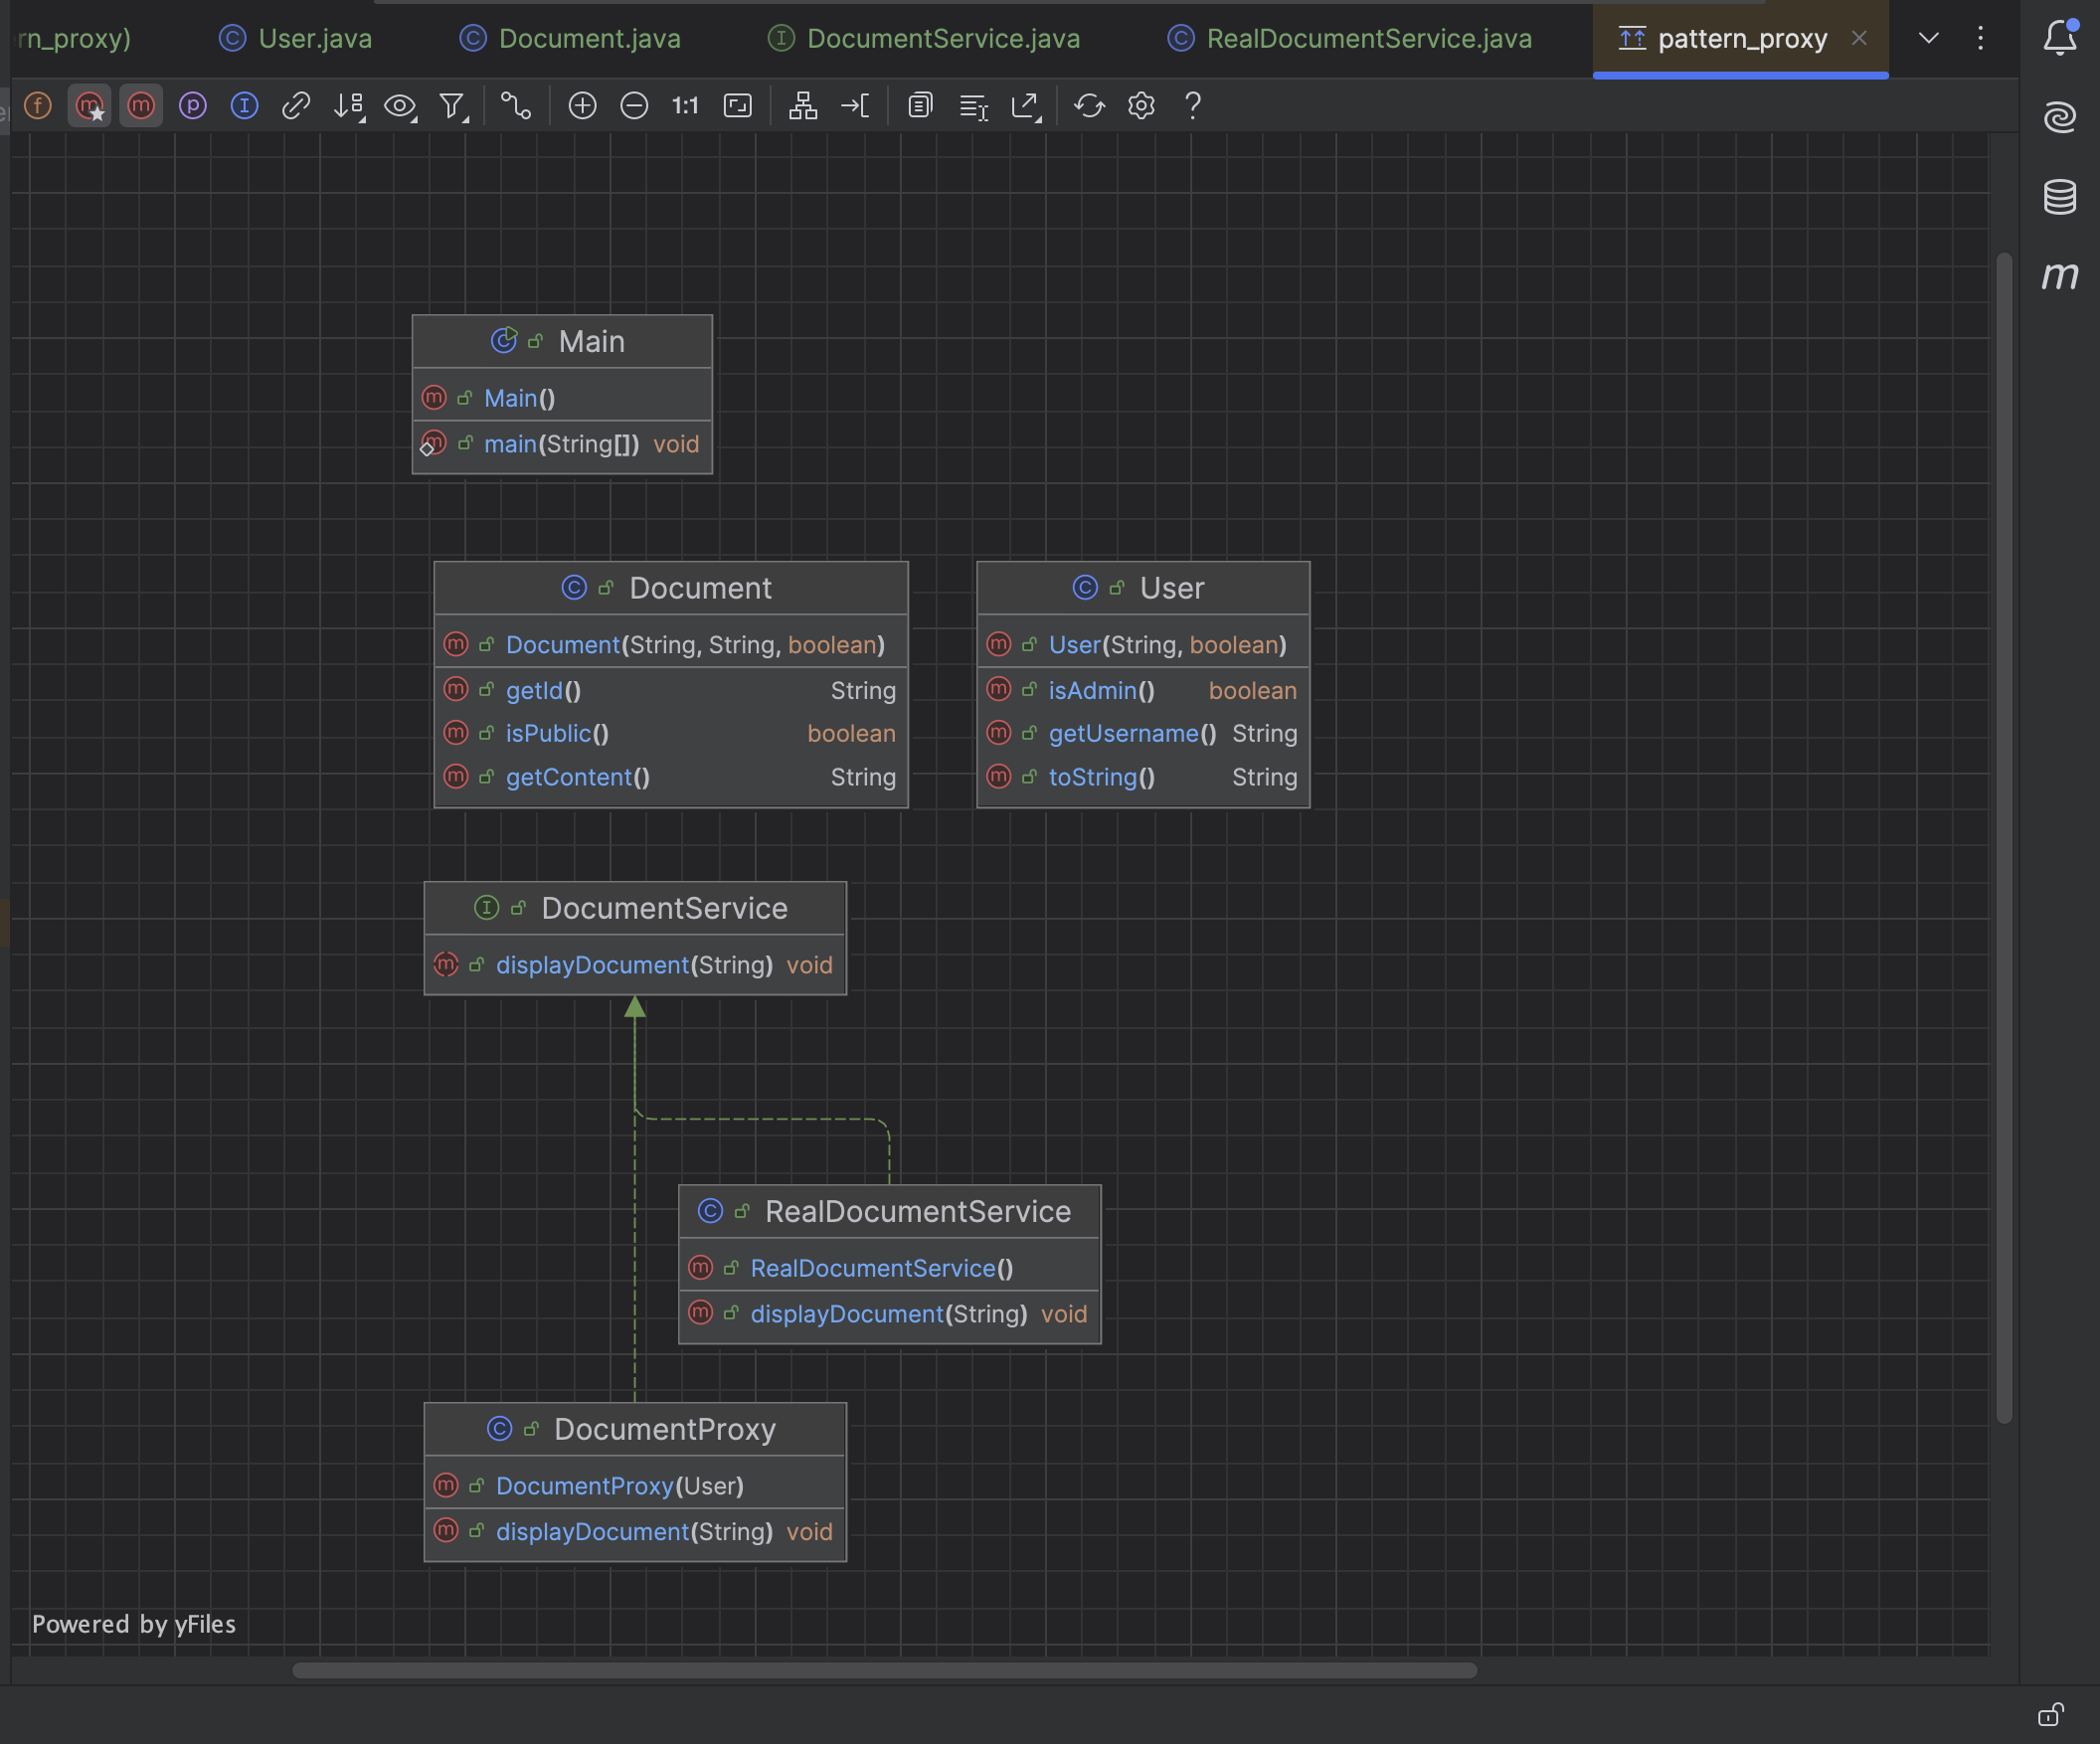 rn_proxy)
User.java
Document.java
DocumentService.java
RealDocumentService.java
pattern_proxy
1:1
Main
Main()
main(String[]) void
Document
Document(String, String, boolean)
getId() String
isPublic() boolean
getContent() String
User
User(String, boolean)
isAdmin() boolean
getUsername() String
toString() String
DocumentService
displayDocument(String) void
RealDocumentService
RealDocumentService()
displayDocument(String) void
DocumentProxy
DocumentProxy(User)
displayDocument(String) void
Powered by yFiles